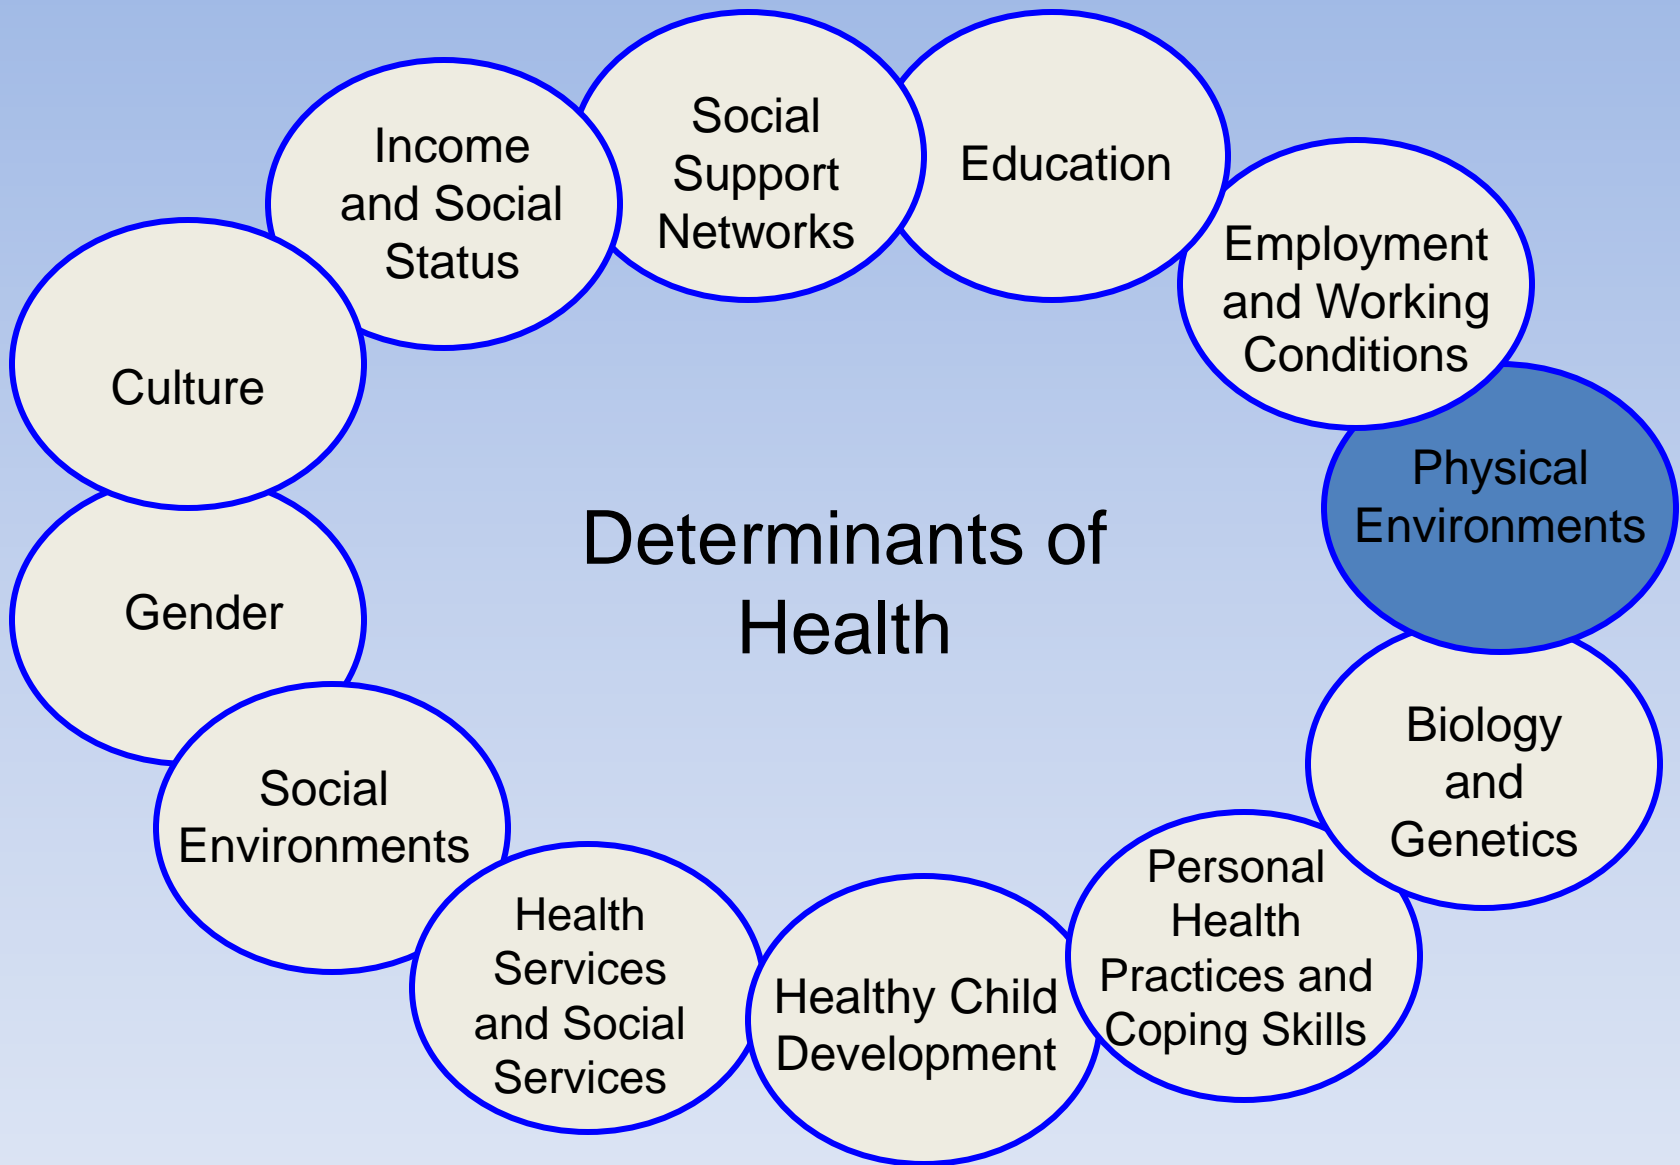 Social
Support
Networks
Education
Income
and Social
Status
Employment
and Working
Conditions
Culture
Physical
Environments
Determinants of
Health
Gender
Biology
and
Genetics
Social
Environments
Personal
Health
Practices and
Coping Skills
Health
Services
and Social
Services
Healthy Child
Development